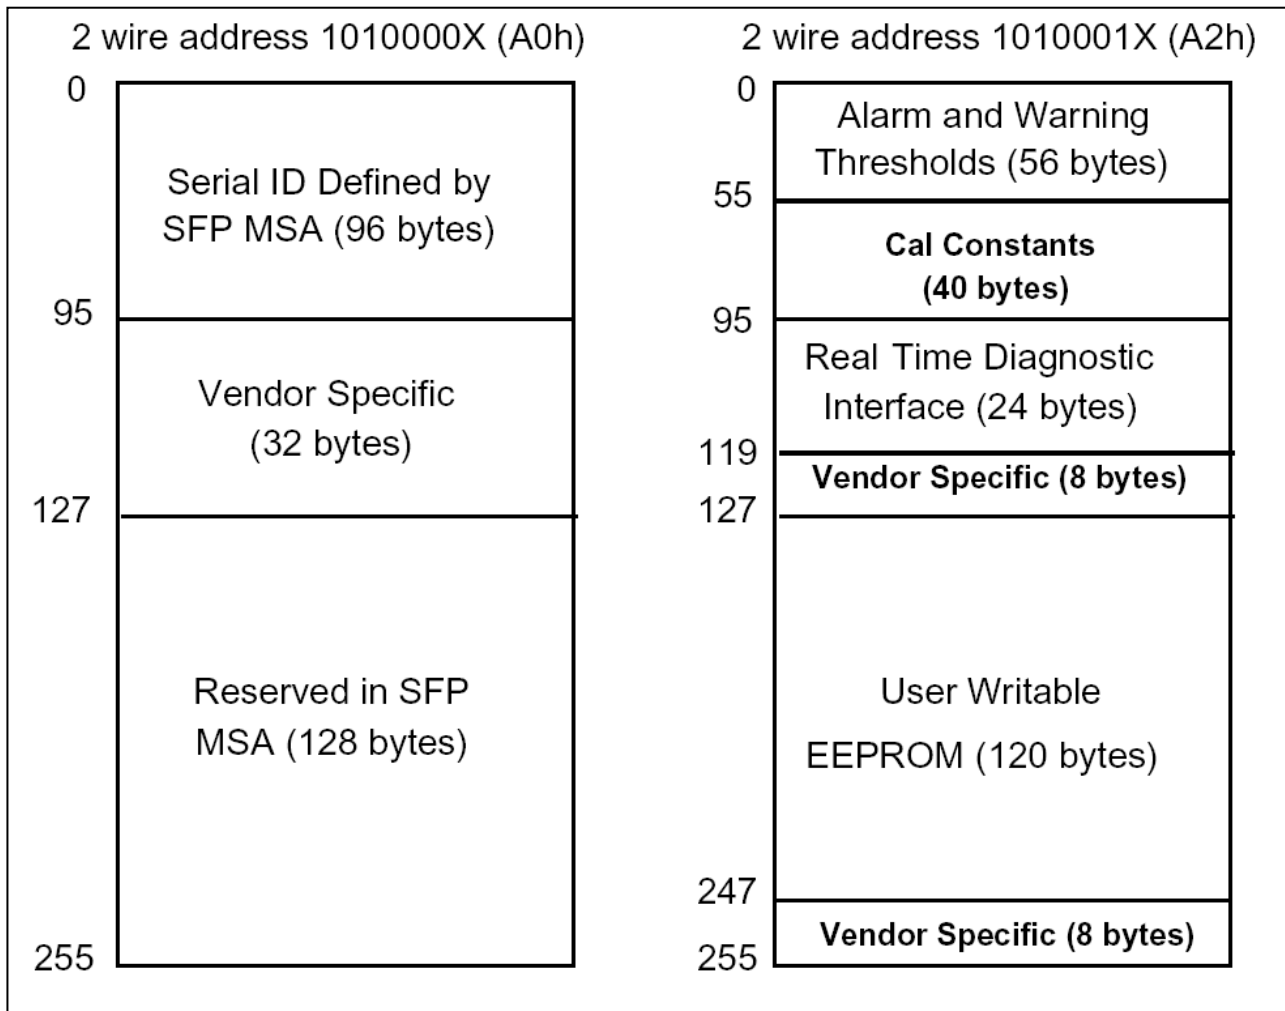 2 wire address 1010000X (A0h)
0
Serial ID Defined by
SFP MSA (96 bytes)
95
Vendor Specific
(32 bytes)
127
Reserved in SFP
MSA (128 bytes)
255
2 wire address 1010001X (A2h)
0
Alarm and Warning
Thresholds (56 bytes)
55
Cal Constants
(40 bytes)
95
Real Time Diagnostic
Interface (24 bytes)
119
Vendor Specific (8 bytes)
127
User Writable
EEPROM (120 bytes)
247
Vendor Specific (8 bytes)
255